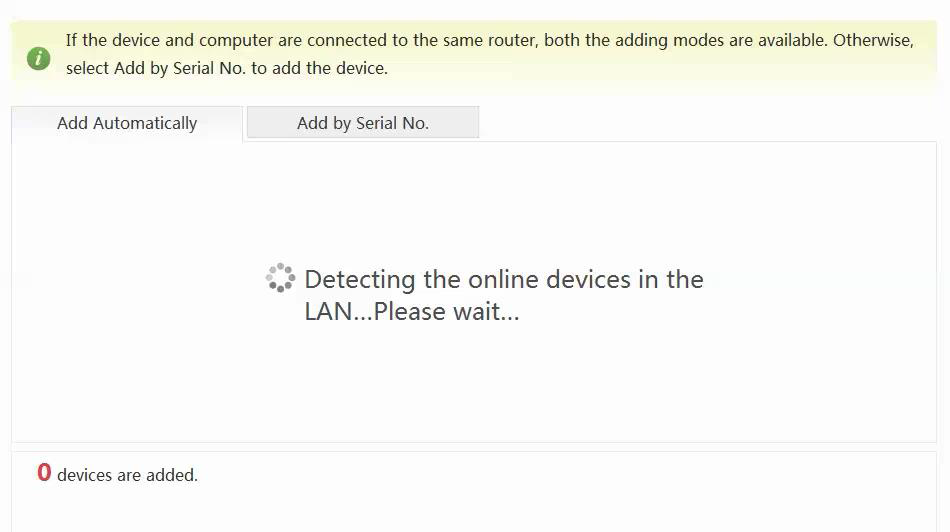 If the device and computer are connected to the same router, both the adding modes are available. Otherwise,
select Add by Serial No. to add the device.
Add Automatically
Add by Serial No.
Detecting the online devices in the
LAN...Please wait...
0 devices are added.